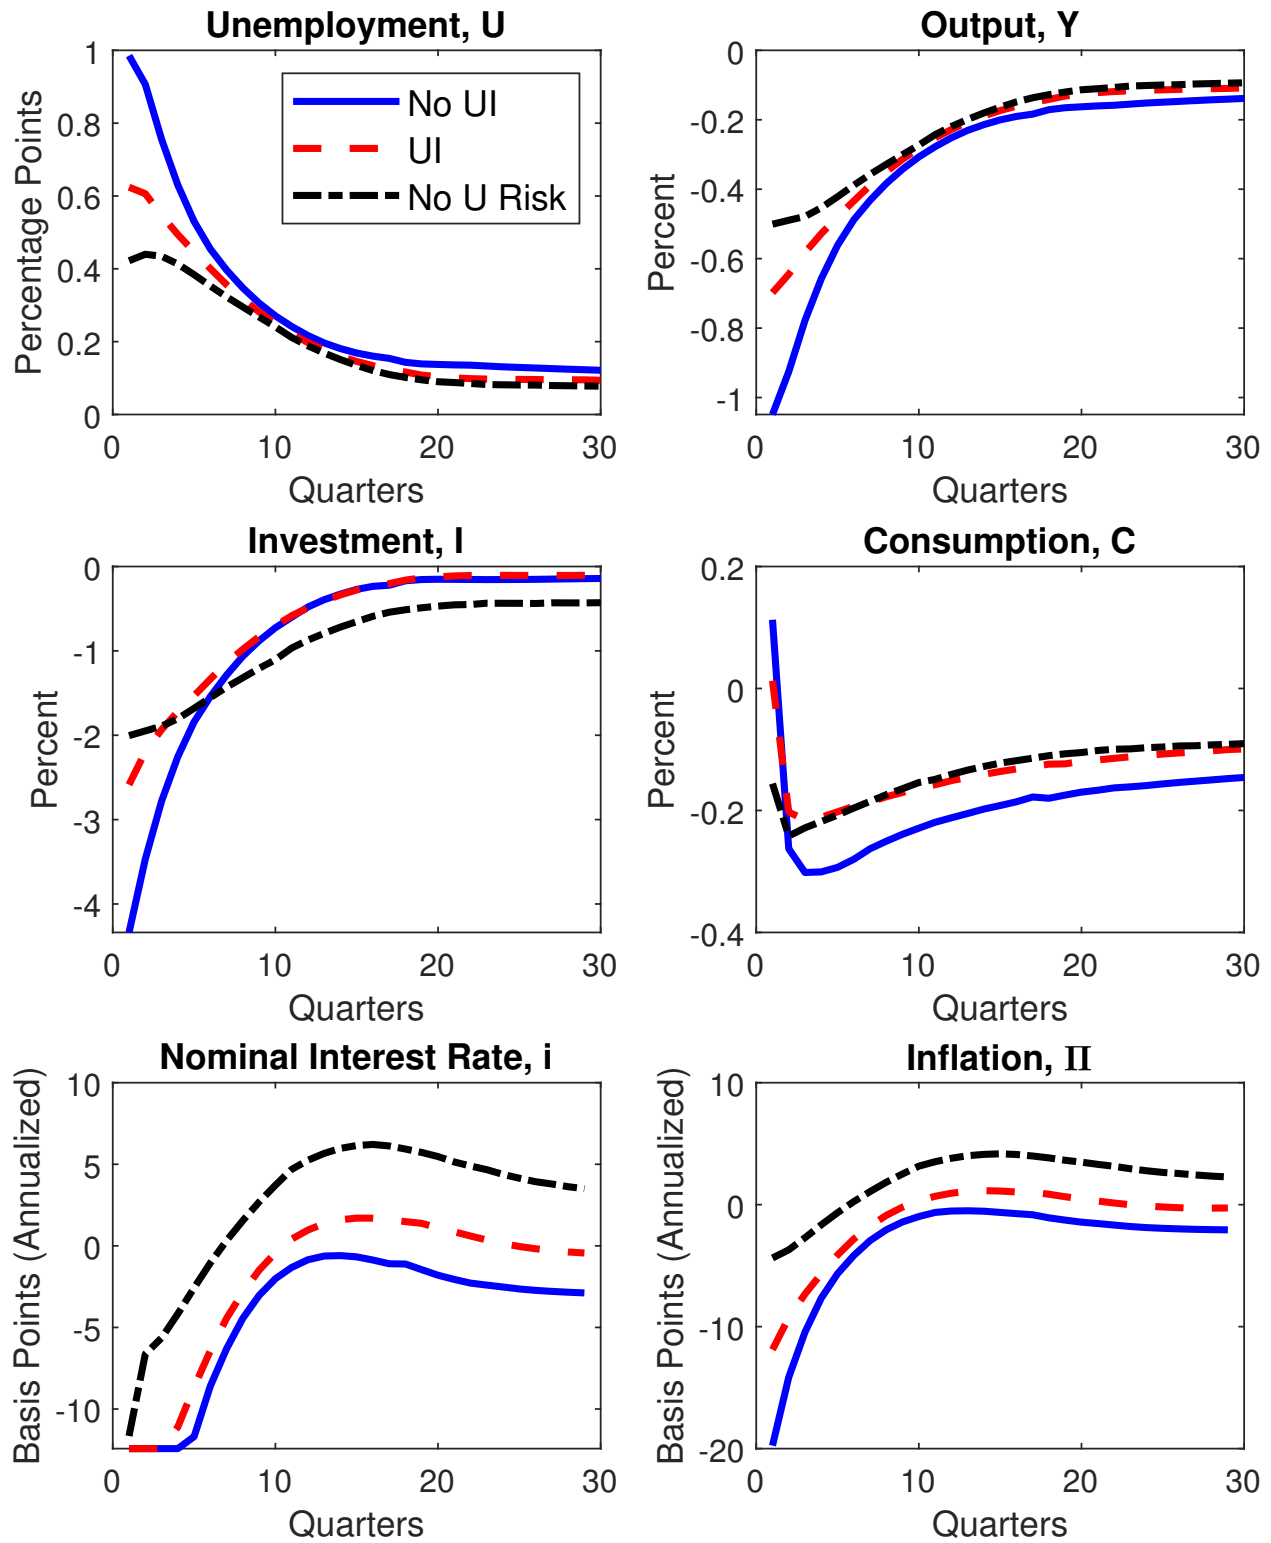 Unemployment, U
Percentage Points
1
0.8
0.6
0.4
0.2
0
No UI
UI
No U Risk
0 10 20 30
Quarters
Output, Y
Percent
0
-0.2
-0.4
-0.6
-0.8
-1
0 10 20 30
Quarters
Investment, I
Percent
0
-1
-2
-3
-4
0 10 20 30
Quarters
Consumption, C
Percent
0.2
0
-0.2
-0.4
0 10 20 30
Quarters
Nominal Interest Rate, i
Basis Points (Annualized)
10
5
0
-5
-10
0 10 20 30
Quarters
Inflation, Π
Basis Points (Annualized)
10
0
-10
-20
0 10 20 30
Quarters